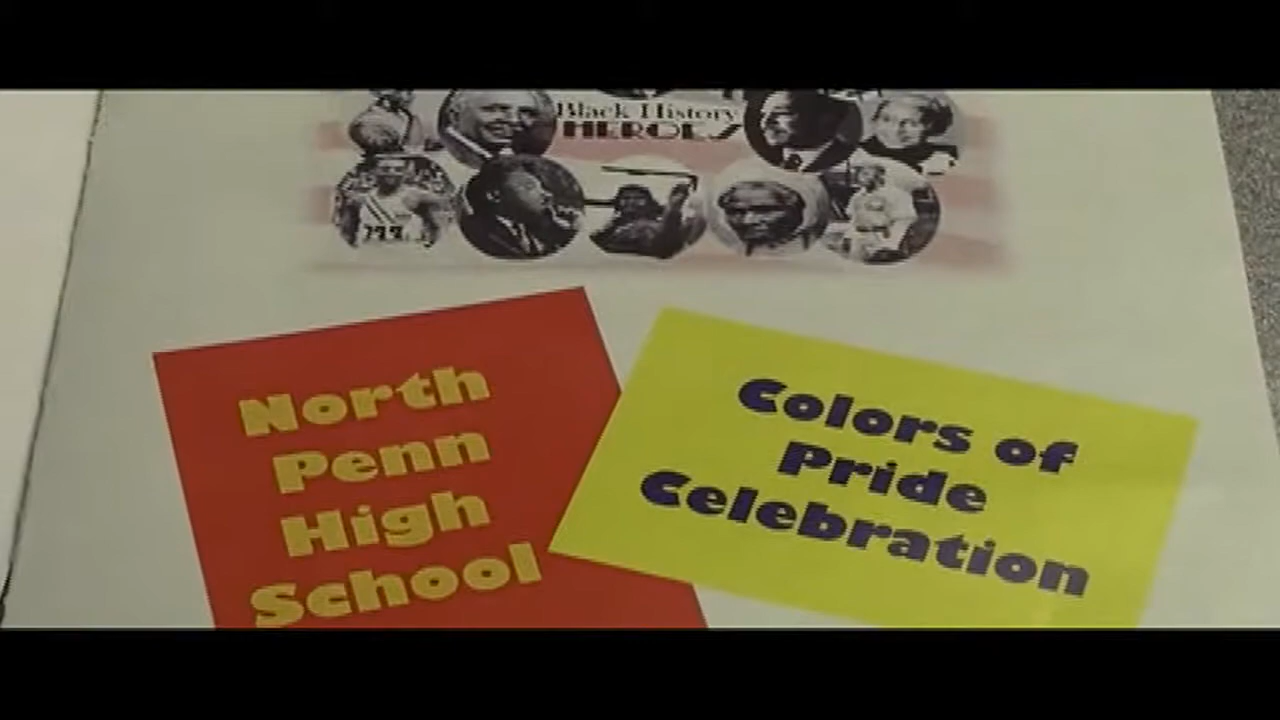 Black History
HEROES
North
Penn
High
School
Colors of
Pride
Celebration